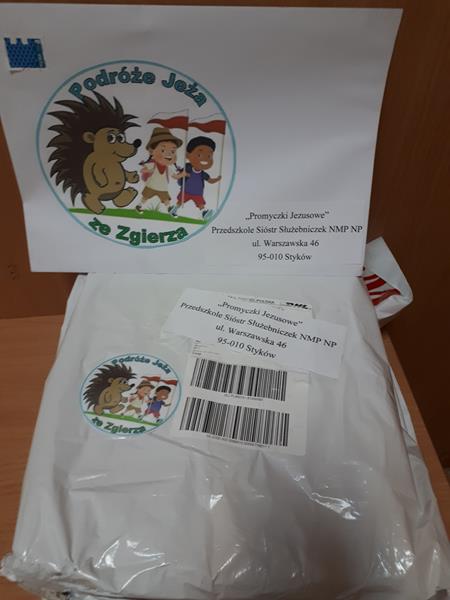 Podróże Jeża
ze Zgierza
„Promyczki Jezusowe”
Przedszkole Sióstr Służebniczek NMP NP
ul. Warszawska 46
95-010 Styków
DHL
„Promyczki Jezusowe”
Przedszkole Sióstr Służebniczek NMP NP
ul. Warszawska 46
95-010 Styków
Podróże Jeża
ze Zgierza